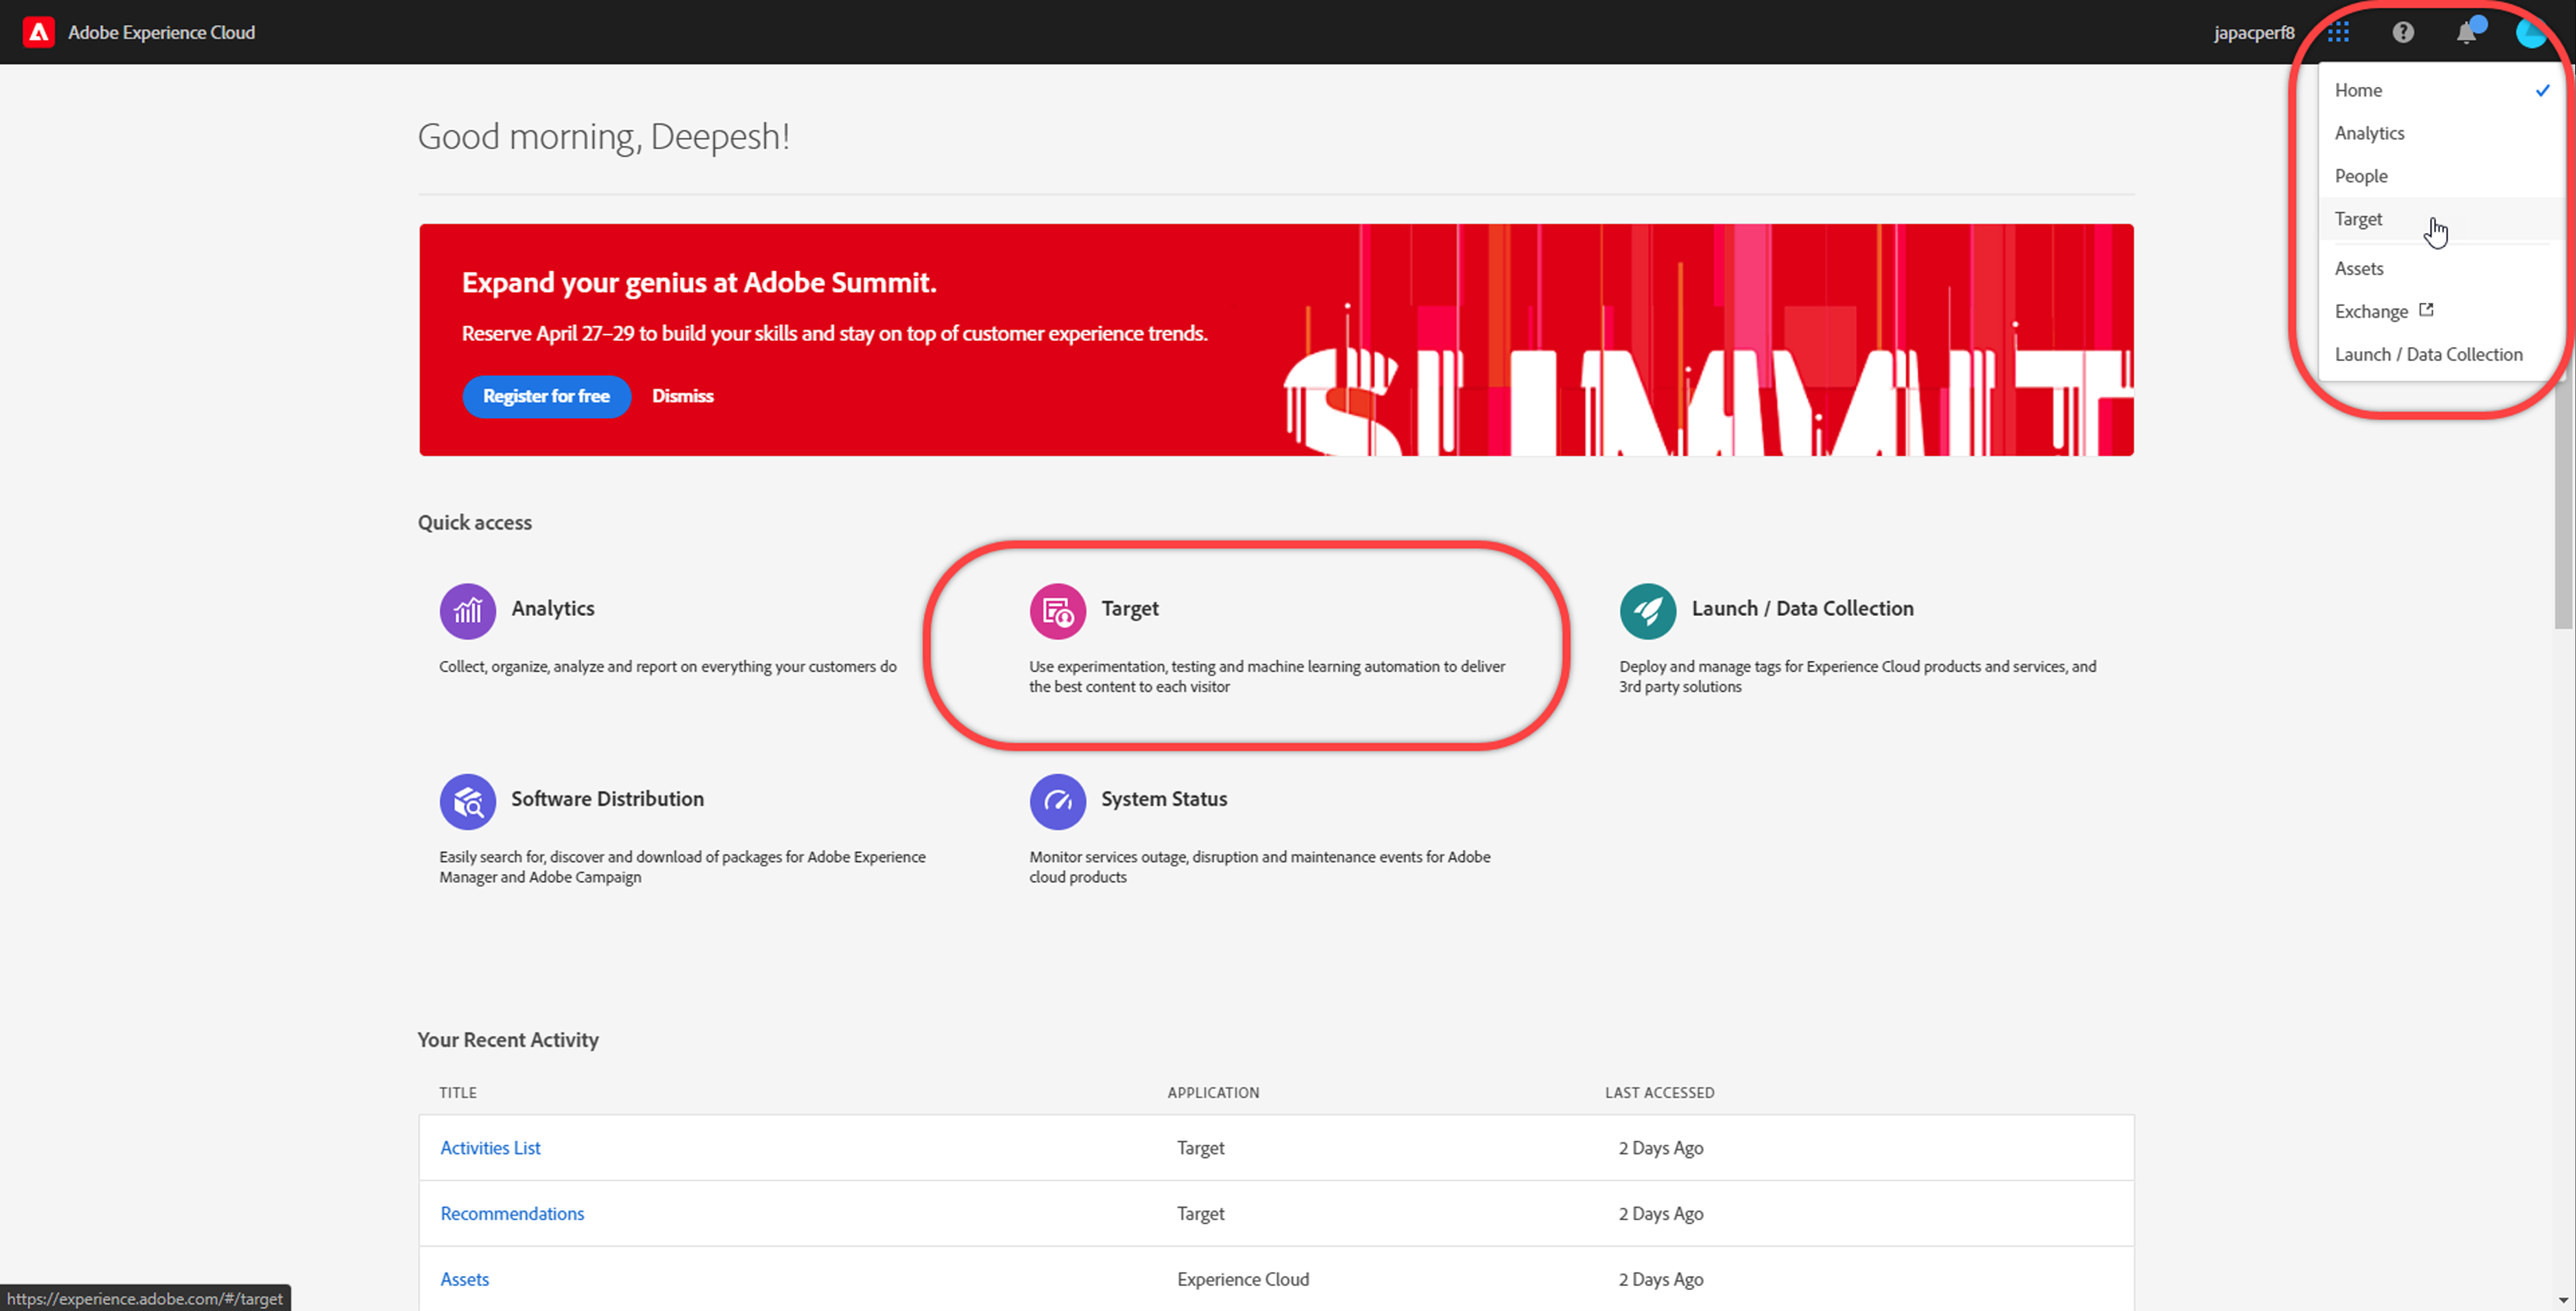 Adobe Experience Cloud
japacperf8
Home
Analytics
People
Target
Assets
Exchange
Launch / Data Collection
Good morning, Deepesh!
Expand your genius at Adobe Summit.
Reserve April 27–29 to build your skills and stay on top of customer experience trends.
Register for free Dismiss
SUMMIT
Quick access
Analytics
Collect, organize, analyze and report on everything your customers do
Target
Use experimentation, testing and machine learning automation to deliver
the best content to each visitor
Launch / Data Collection
Deploy and manage tags for Experience Cloud products and services, and
3rd party solutions
Software Distribution
Easily search for, discover and download of packages for Adobe Experience
Manager and Adobe Campaign
System Status
Monitor services outage, disruption and maintenance events for Adobe
cloud products
Your Recent Activity
TITLE APPLICATION LAST ACCESSED
Activities List Target 2 Days Ago
Recommendations Target 2 Days Ago
Assets Experience Cloud 2 Days Ago
https://experience.adobe.com/#/target